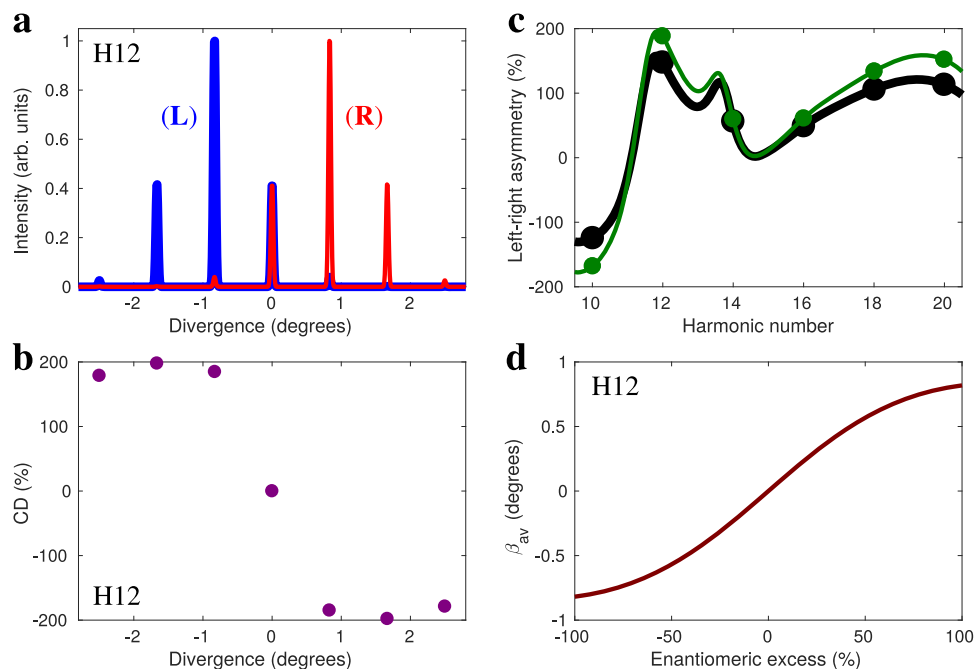 a
H12
(L)
(R)
Intensity (arb. units)
1
0.8
0.6
0.4
0.2
0
-2
-1
0
1
2
Divergence (degrees)
c
Left-right asymmetry (%)
200
100
0
-100
-200
10
12
14
16
18
20
Harmonic number
b
CD (%)
200
100
0
-100
-200
H12
-2
-1
0
1
2
Divergence (degrees)
d
H12
βav (degrees)
1
0.5
0
-0.5
-1
-100
-50
0
50
100
Enantiomeric excess (%)